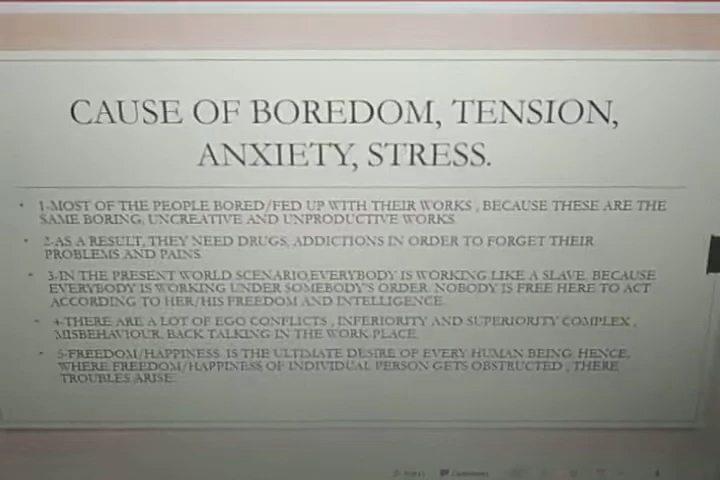 CAUSE OF BOREDOM, TENSION,
ANXIETY, STRESS.
• 1-MOST OF THE PEOPLE BORED/FED UP WITH THEIR WORKS , BECAUSE THESE ARE THE
SAME BORING, UNCREATIVE AND UNPRODUCTIVE WORKS.
• 2-AS A RESULT, THEY NEED DRUGS, ADDICTIONS IN ORDER TO FORGET THEIR
PROBLEMS AND PAINS.
• 3-IN THE PRESENT WORLD SCENARIO,EVERYBODY IS WORKING LIKE A SLAVE, BECAUSE
EVERYBODY IS WORKING UNDER SOMEBODY'S ORDER. NOBODY IS FREE HERE TO ACT
ACCORDING TO HER/HIS FREEDOM AND INTELLIGENCE.
• 4-THERE ARE A LOT OF EGO CONFLICTS , INFERIORITY AND SUPERIORITY COMPLEX ,
MISBEHAVIOUR, BACK TALKING IN THE WORK PLACE.
• 5-FREEDOM/HAPPINESS IS THE ULTIMATE DESIRE OF EVERY HUMAN BEING. HENCE,
WHERE FREEDOM/HAPPINESS OF INDIVIDUAL PERSON GETS OBSTRUCTED , THERE
TROUBLES ARISE.
Notes Comments